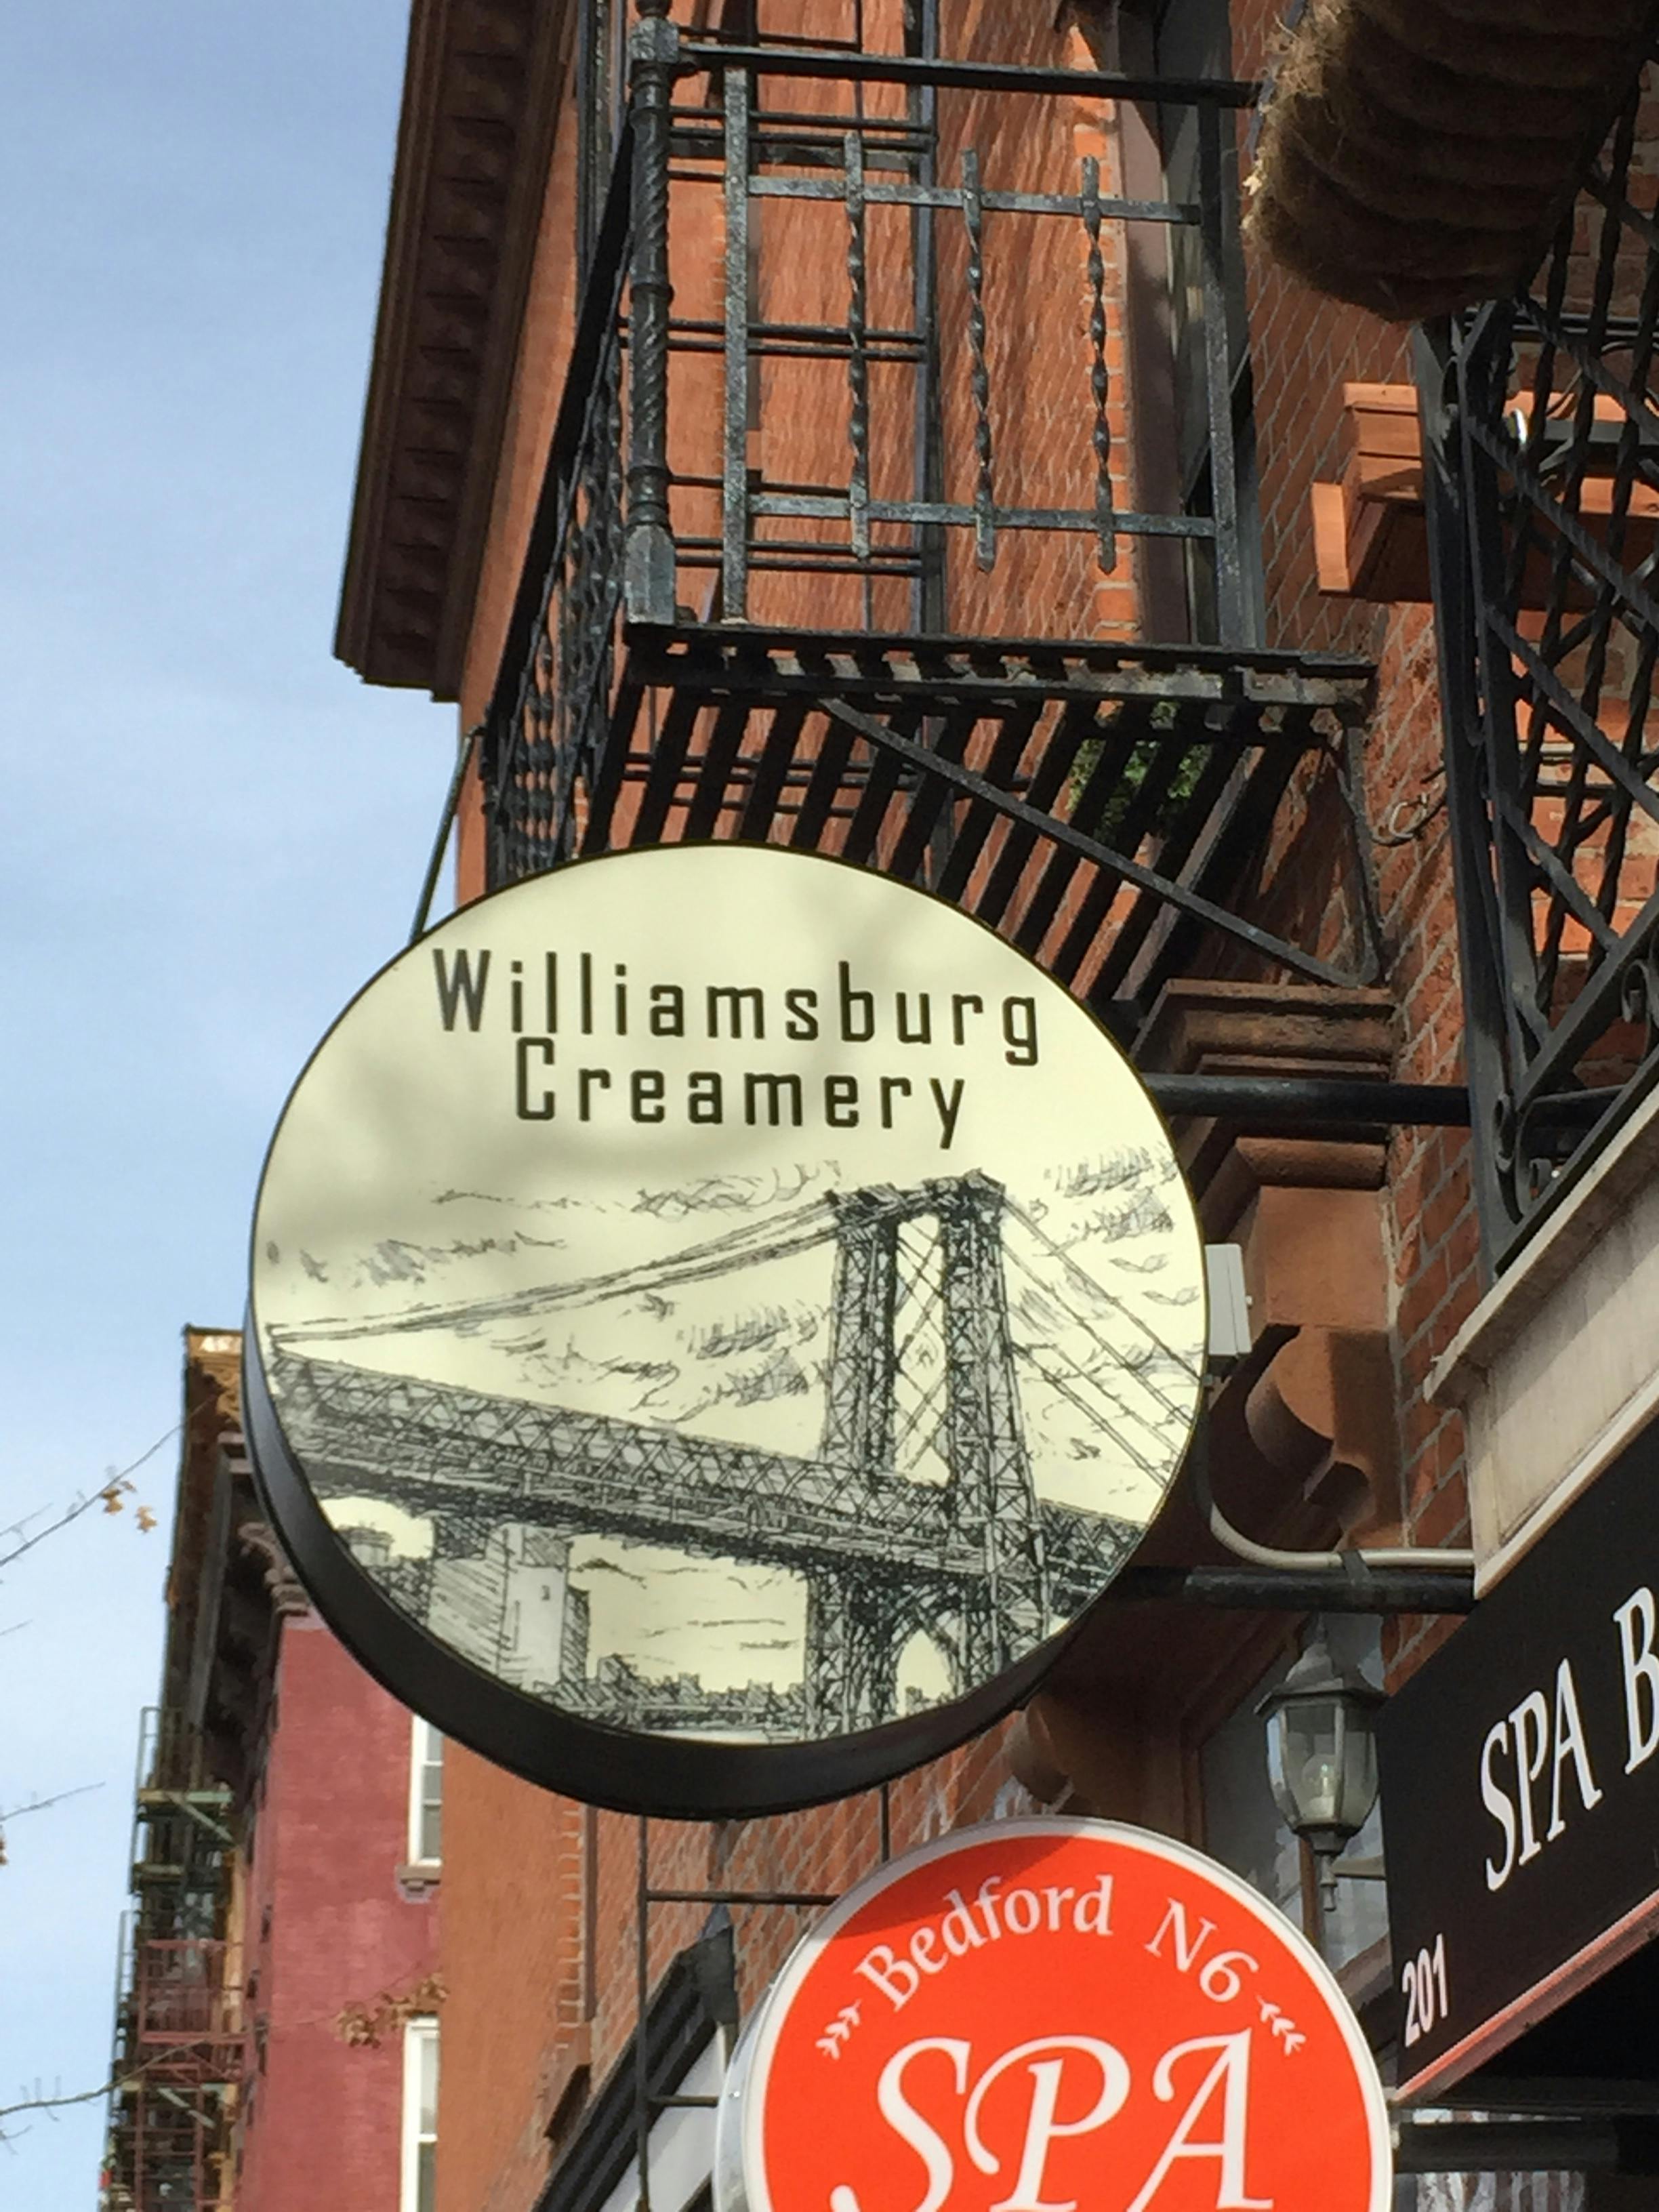 Williamsburg
Creamery
SPA B
201
Bedford N6
SPA